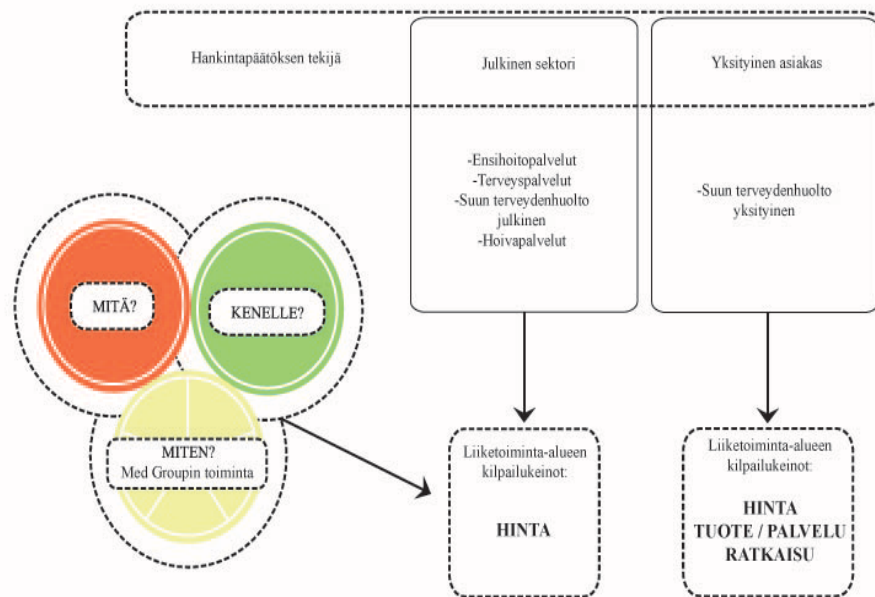 Hankintapäätöksen tekijä
Julkinen sektori
Yksityinen asiakas
-Ensihoitopalvelut
-Terveyspalvelut
-Suun terveydenhuolto
julkinen
-Hoivapalvelut
-Suun terveydenhuolto
yksityinen
MITÄ?
KENELLE?
MITEN?
Med Groupin toiminta
Liiketoiminta-alueen
kilpailukeinot:
HINTA
Liiketoiminta-alueen
kilpailukeinot:
HINTA
TUOTE / PALVELU
RATKAISU